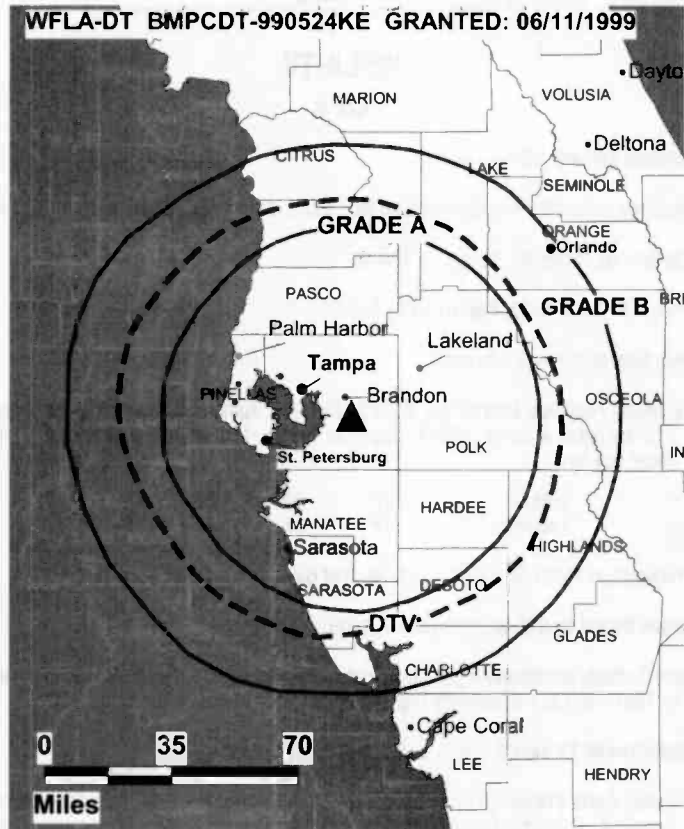 WFLA-DT BMPCDT-990524KE GRANTED: 06/11/1999
MARION
VOLUSIA
Deltona
CITRUS
LAKE
SEMINOLE
GRADE A
ORANGE
Orlando
PASCO
GRADE B
Palm Harbor
Lakeland
Tampa
PINELLAS
Brandon
OSCEOLA
POLK
St. Petersburg
HARDEE
MANATEE
Sarasota
HIGHLANDS
SARASOTA
DESOTO
DTV
GLADES
CHARLOTTE
Cape Coral
LEE
HENDRY
0 35 70
Miles